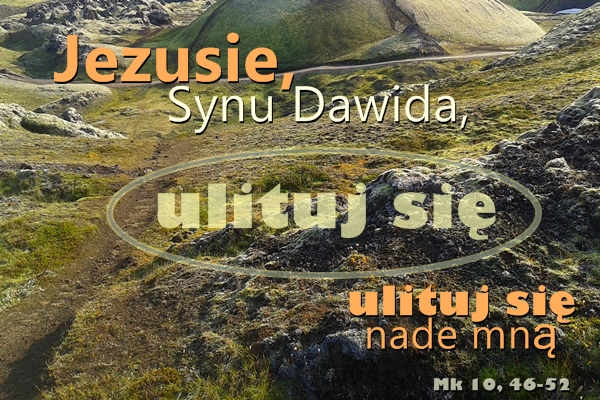 Jezusie,
Synu Dawida,
ulituj się
ulituj się
nade mną
Mk 10, 46-52